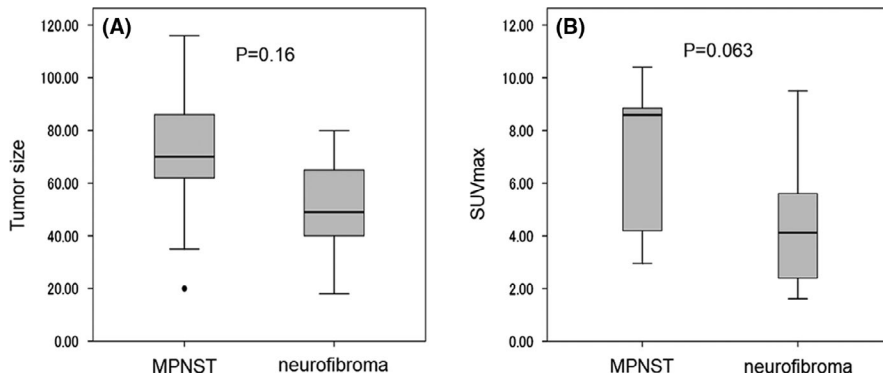 (A)
P=0.16
Tumor size
120.00
100.00
80.00
60.00
40.00
20.00
0.00
MPNST neurofibroma
(B)
P=0.063
SUVmax
12.00
10.00
8.00
6.00
4.00
2.00
0.00
MPNST neurofibroma